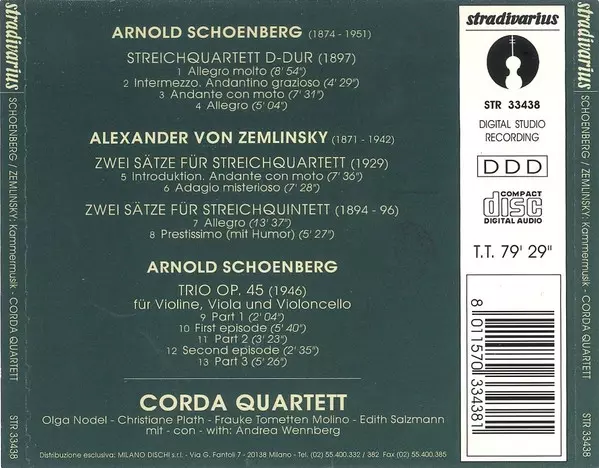 stradivarius
SCHOENBERG / ZEMLINSKY: Kammermusik - CORDA QUARTETT
STR 33438
ARNOLD SCHOENBERG (1874 - 1951)
STREICHQUARTETT D-DUR (1897)
1 Allegro molto (8' 54")
2 Intermezzo. Andantino grazioso (4' 29")
3 Andante con moto (7' 31")
4 Allegro (5' 04")
ALEXANDER VON ZEMLINSKY (1871 - 1942)
ZWEI SÄTZE FÜR STREICHQUARTETT (1929)
5 Introduktion. Andante con moto (7' 36")
6 Adagio misterioso (7' 28")
ZWEI SÄTZE FÜR STREICHQUINTETT (1894 - 96)
7 Allegro (13' 37")
8 Prestissimo (mit Humor) (5' 27")
ARNOLD SCHOENBERG
TRIO OP. 45 (1946)
für Violine, Viola und Violoncello
9 Part 1 (2' 04")
10 First episode (5' 40")
11 Part 2 (3' 23")
12 Second episode (2' 35")
13 Part 3 (5' 26")
CORDA QUARTETT
Olga Nodel - Christiane Plath - Frauke Tometten Molino - Edith Salzmann
mit - con - with: Andrea Wennberg
Distribuzione esclusiva: MILANO DISCHI s.r.l. - Via G. Fantoli 7 - 20138 Milano - Tel. (02) 55.400.332 / 382. Fax (02) 55.400.385
stradivarius
STR 33438
DIGITAL STUDIO
RECORDING
DDD
COMPACT
disc
DIGITAL AUDIO
T.T. 79' 29"
8 011570 334381
stradivarius
SCHOENBERG / ZEMLINSKY: Kammermusik - CORDA QUARTETT
STR 33438